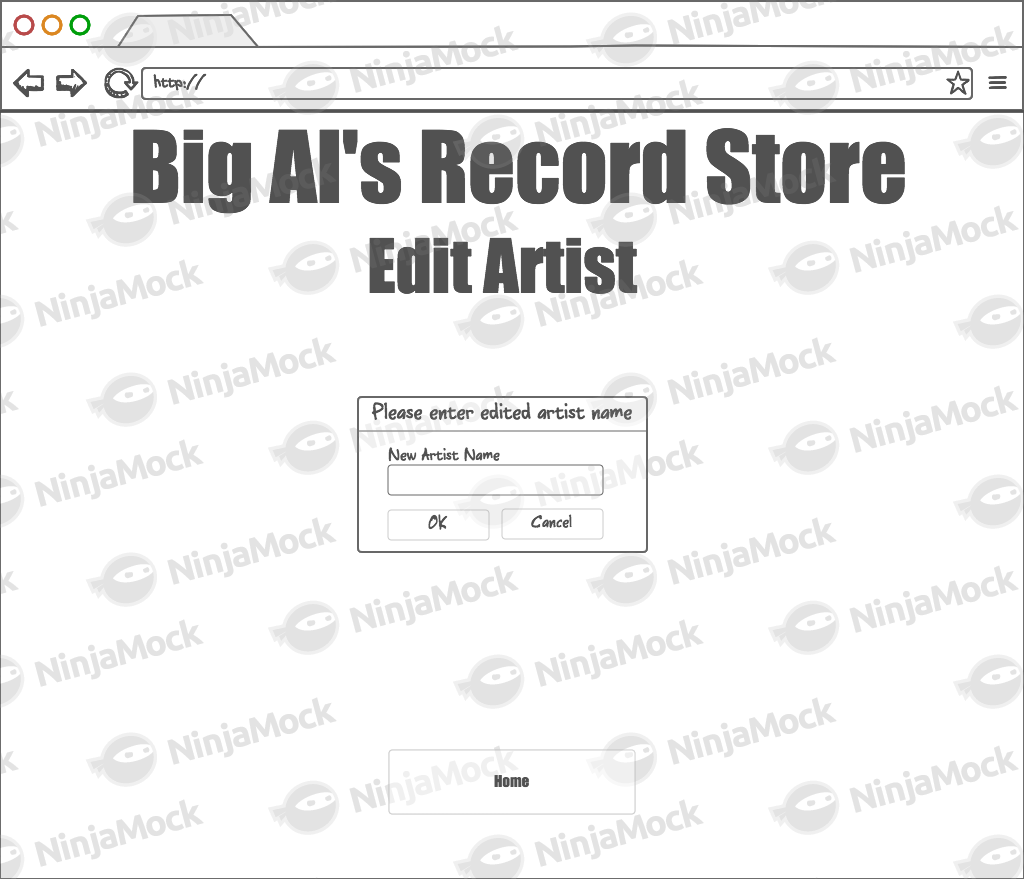 http://
Big Al's Record Store
Edit Artist
Please enter edited artist name
New Artist Name
OK
Cancel
Home
NinjaMock